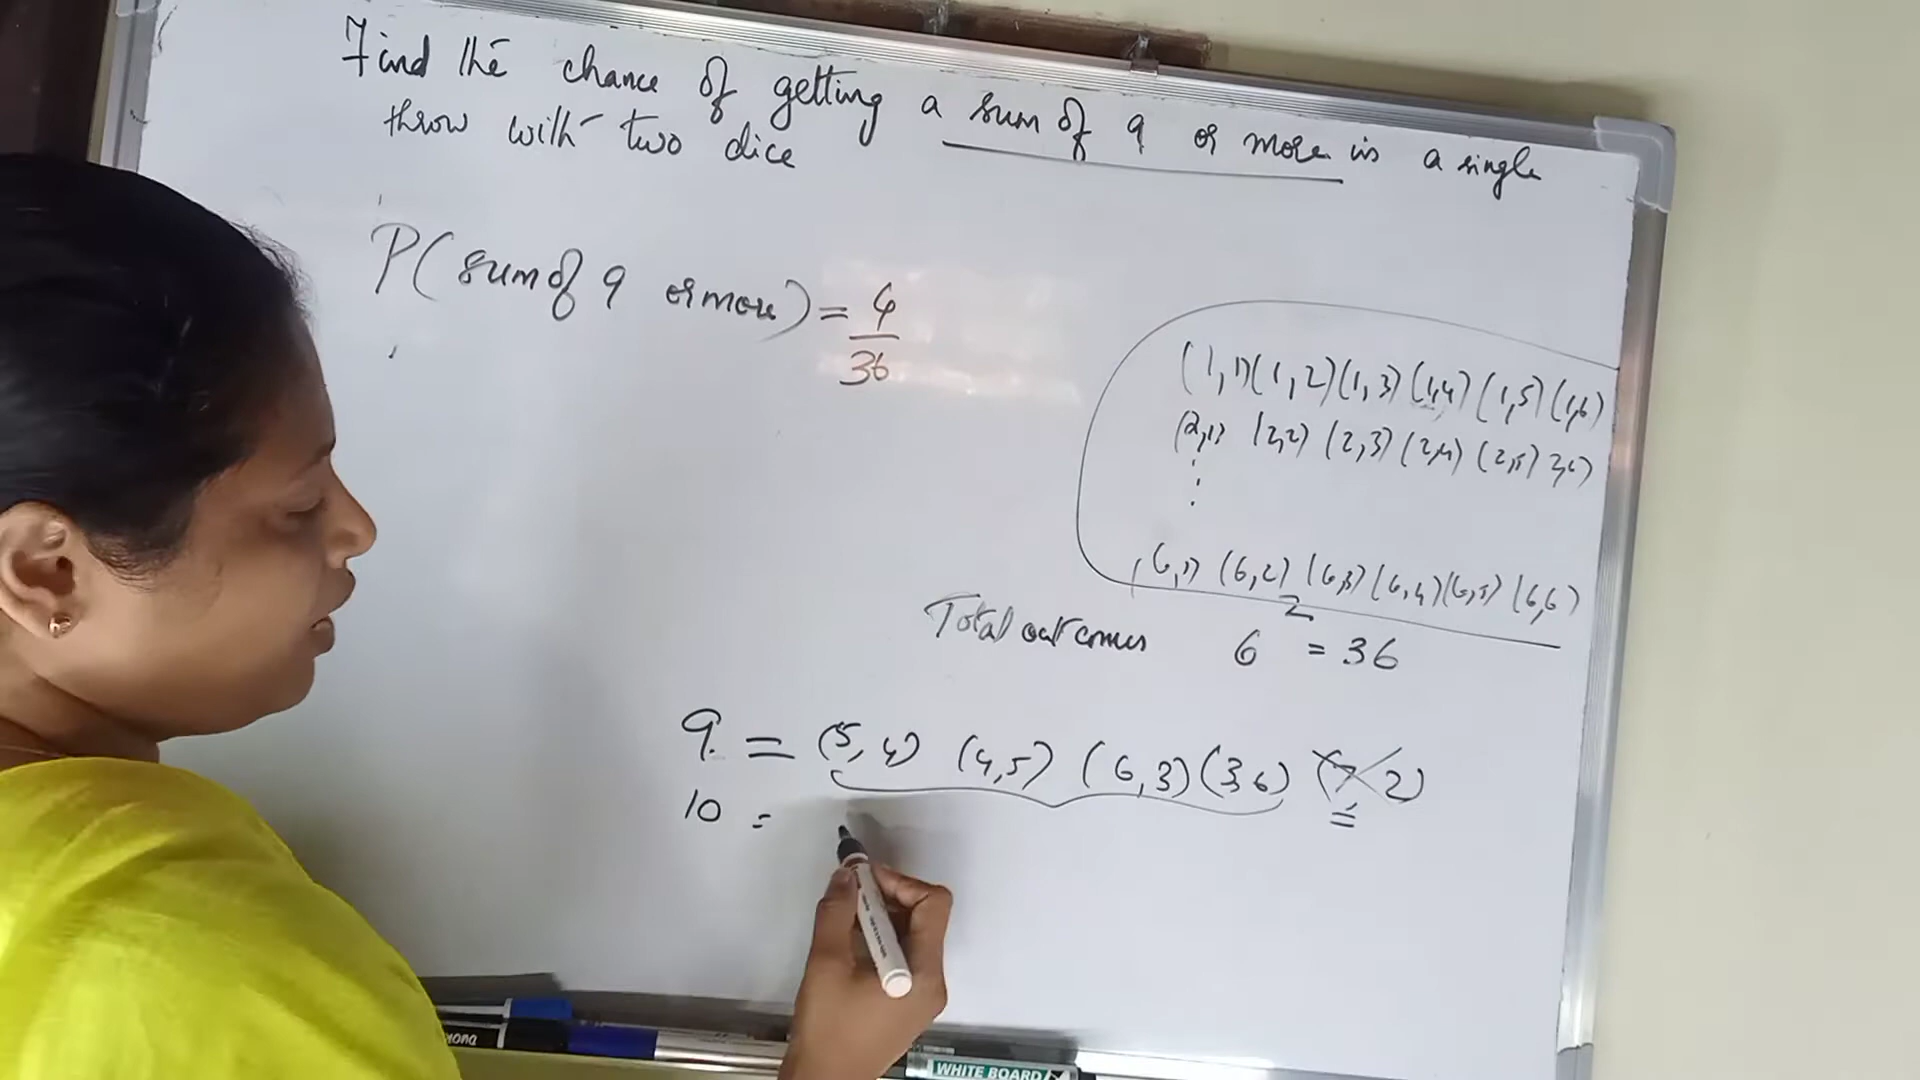 Find the chance of getting a sum of 9 or more in a single
throw with two dice
P( sum of 9 or more ) = 4/36
(1,1) (1,2) (1,3) (1,4) (1,5) (1,6)
(2,1) (2,2) (2,3) (2,4) (2,5) 2,6)
⋮
(6,1) (6,2) (6,3) (6,4) (6,5) (6,6)
Total outcomes 6² = 36
9 = (5,4) (4,5) (6,3) (3,6) (7 2)
10 =
WHITE BOARD